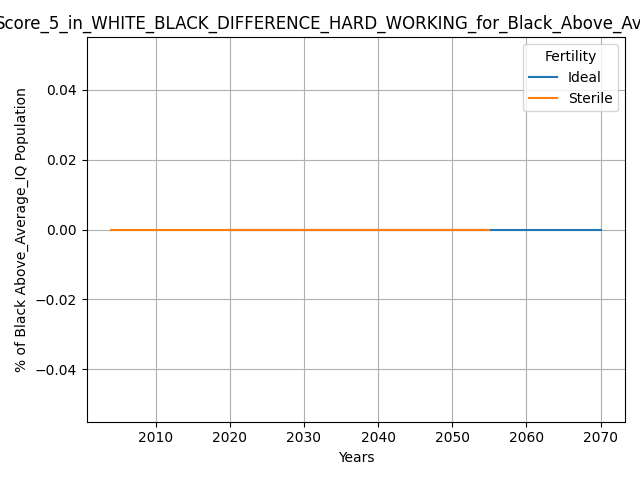 Score_5_in_WHITE_BLACK_DIFFERENCE_HARD_WORKING_for_Black_Above_Av
Fertility
Ideal
Sterile
0.04
0.02
0.00
−0.02
−0.04
% of Black Above_Average_IQ Population
2010 2020 2030 2040 2050 2060 2070
Years